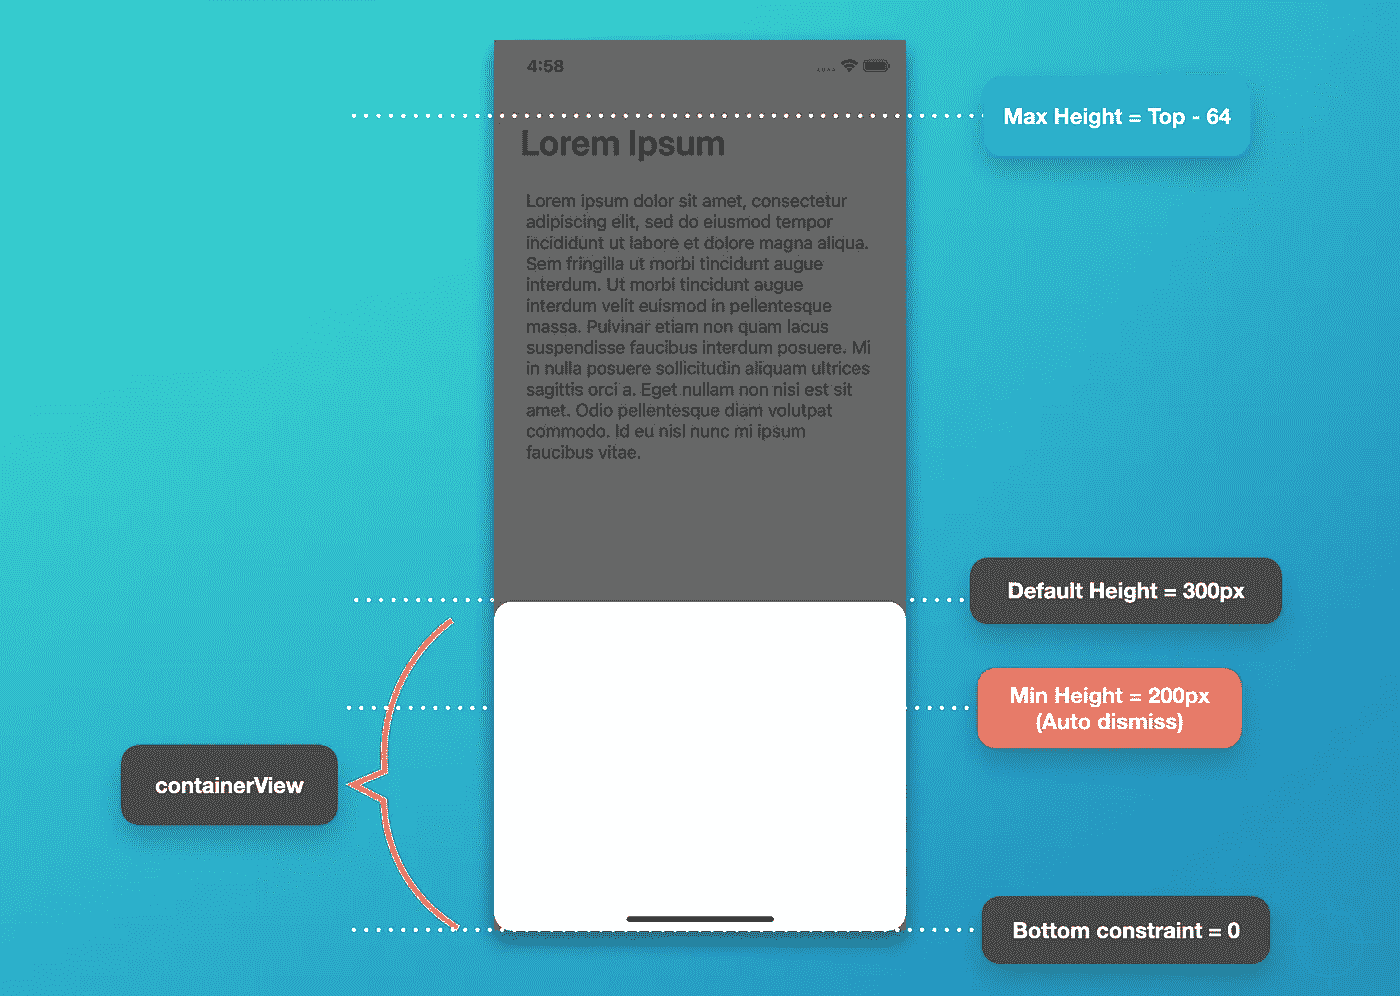 4:58
Max Height = Top - 64
Lorem Ipsum
Lorem ipsum dolor sit amet, consectetur
adipiscing elit, sed do eiusmod tempor
incididunt ut labore et dolore magna aliqua.
Sem fringilla ut morbi tincidunt augue
interdum. Ut morbi tincidunt augue
interdum velit euismod in pellentesque
massa. Pulvinar etiam non quam lacus
suspendisse faucibus interdum posuere. Mi
in nulla posuere sollicitudin aliquam ultrices
sagittis orci a. Eget nullam non nisi est sit
amet. Odio pellentesque diam volutpat
commodo. Id eu nisl nunc mi ipsum
faucibus vitae.
Default Height = 300px
Min Height = 200px
(Auto dismiss)
containerView
Bottom constraint = 0